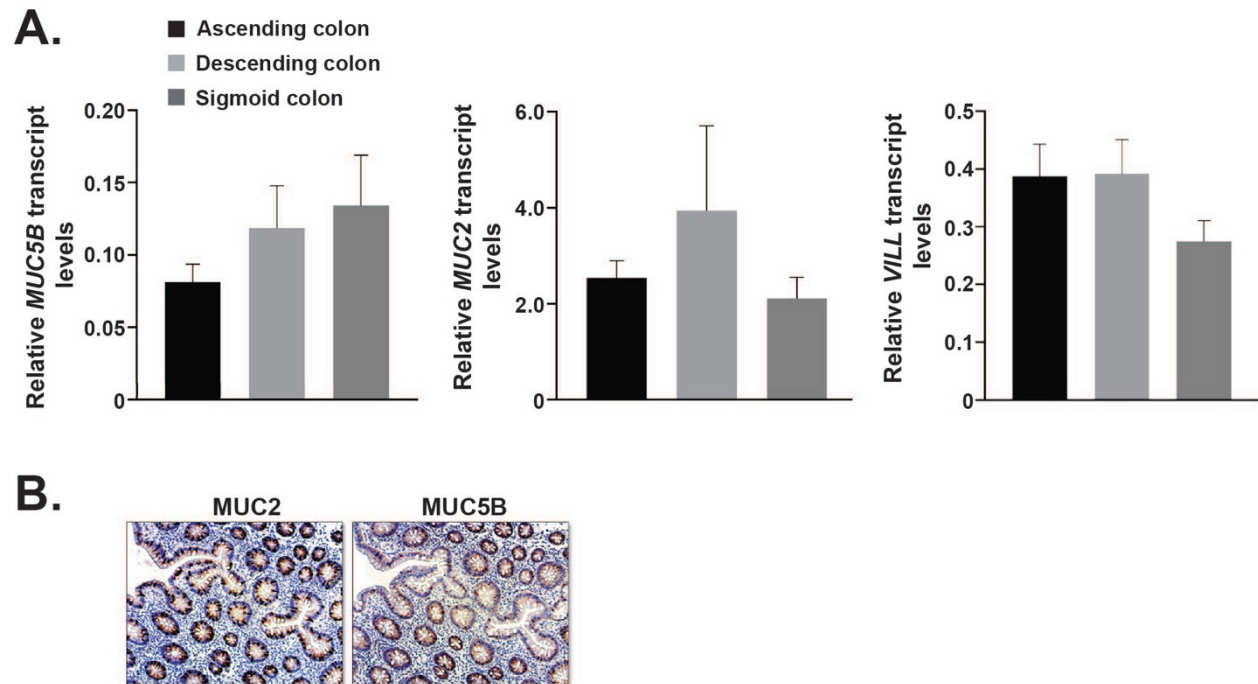 A.
Ascending colon
Descending colon
Sigmoid colon
Relative MUC5B transcript
levels
0.20
0.15
0.10
0.05
0
Relative MUC2 transcript
levels
6.0
4.0
2.0
0
Relative VILL transcript
levels
0.5
0.4
0.3
0.2
0.1
0
B.
MUC2
MUC5B